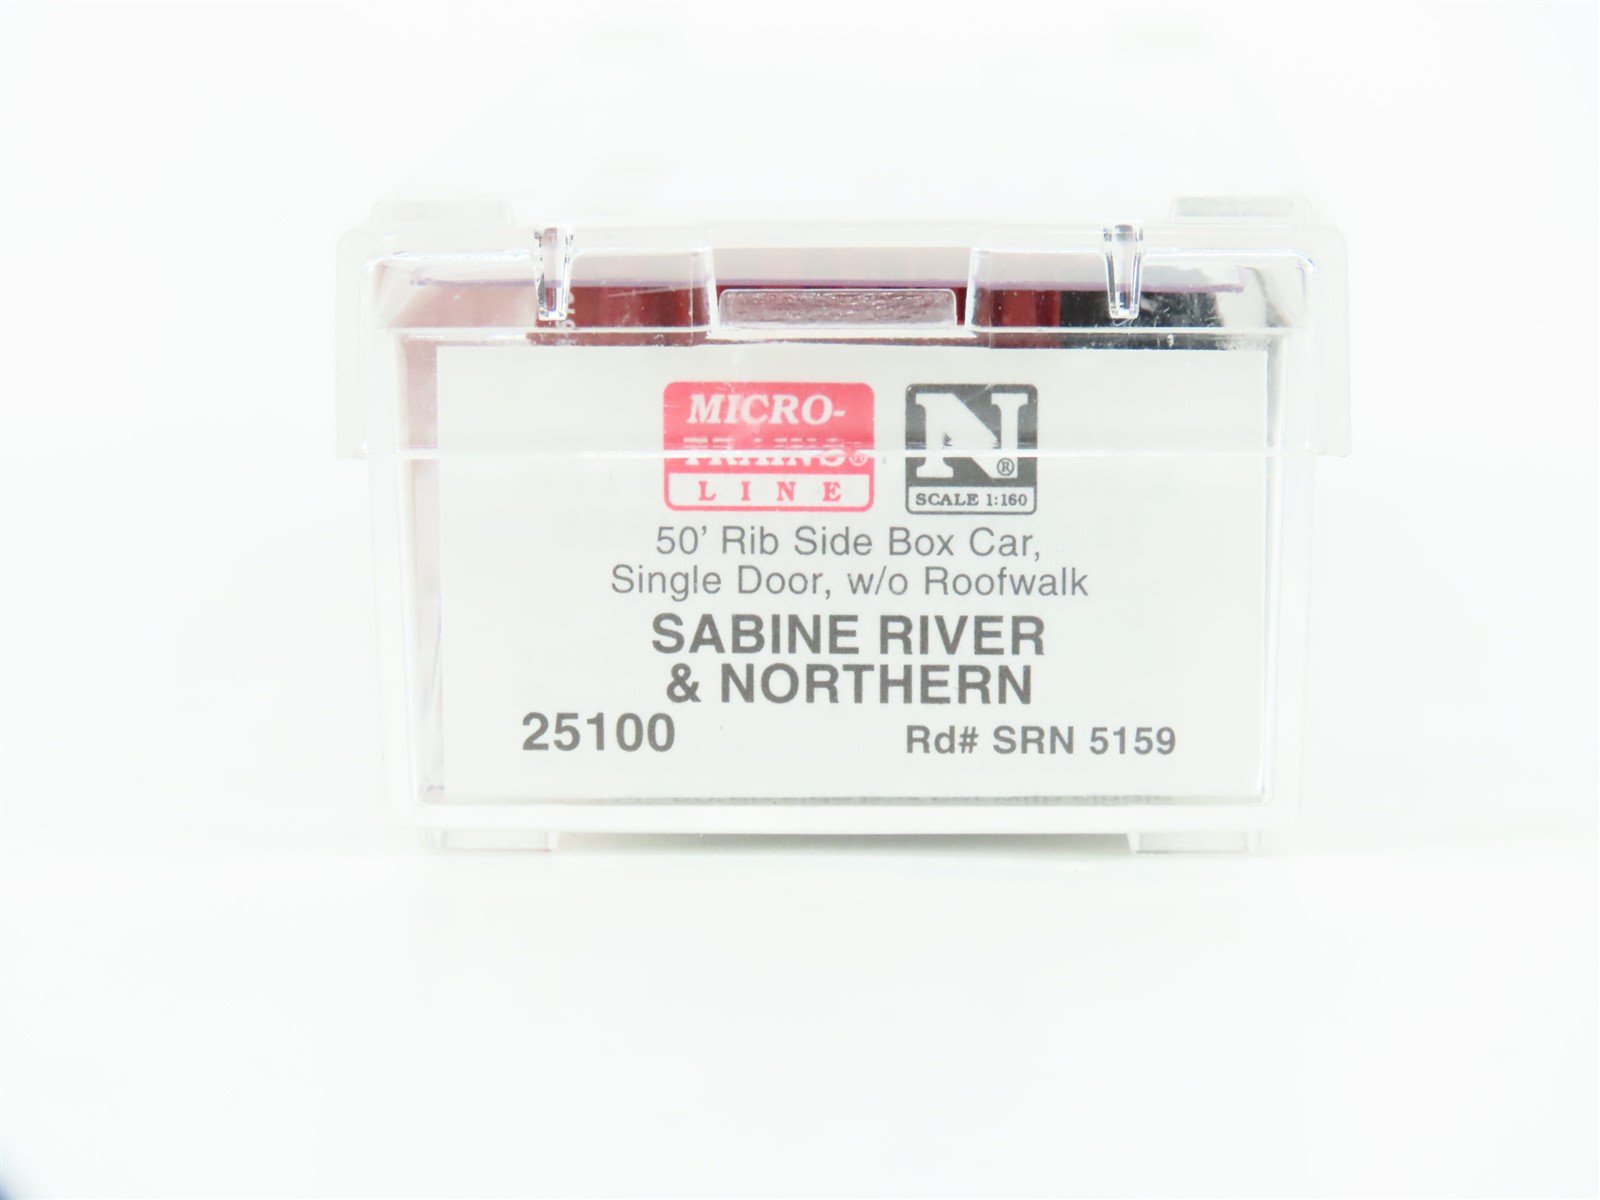 MICRO-
TRAINS®
LINE
N®
SCALE 1:160
50' Rib Side Box Car,
Single Door, w/o Roofwalk
SABINE RIVER
& NORTHERN
25100 Rd# SRN 5159